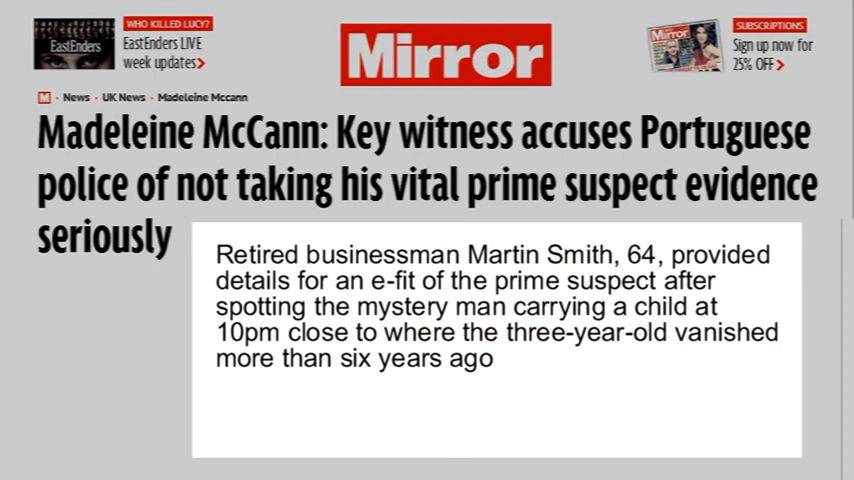 WHO KILLED LUCY?
EastEnders
EastEnders LIVE
week updates>
Mirror
Mirror
SUBSCRIPTIONS
Sign up now for
25% OFF>
M · News · UK News · Madeleine Mccann
Madeleine McCann: Key witness accuses Portuguese
police of not taking his vital prime suspect evidence
seriously
Retired businessman Martin Smith, 64, provided
details for an e-fit of the prime suspect after
spotting the mystery man carrying a child at
10pm close to where the three-year-old vanished
more than six years ago